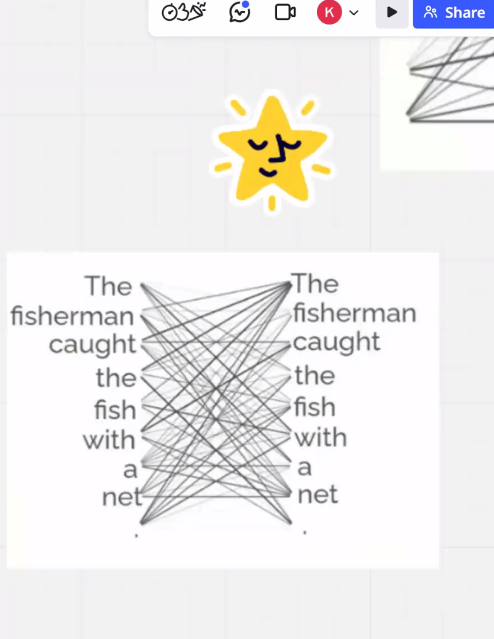 K
Share
The The
fisherman fisherman
caught caught
the the
fish fish
with with
a a
net net
. .